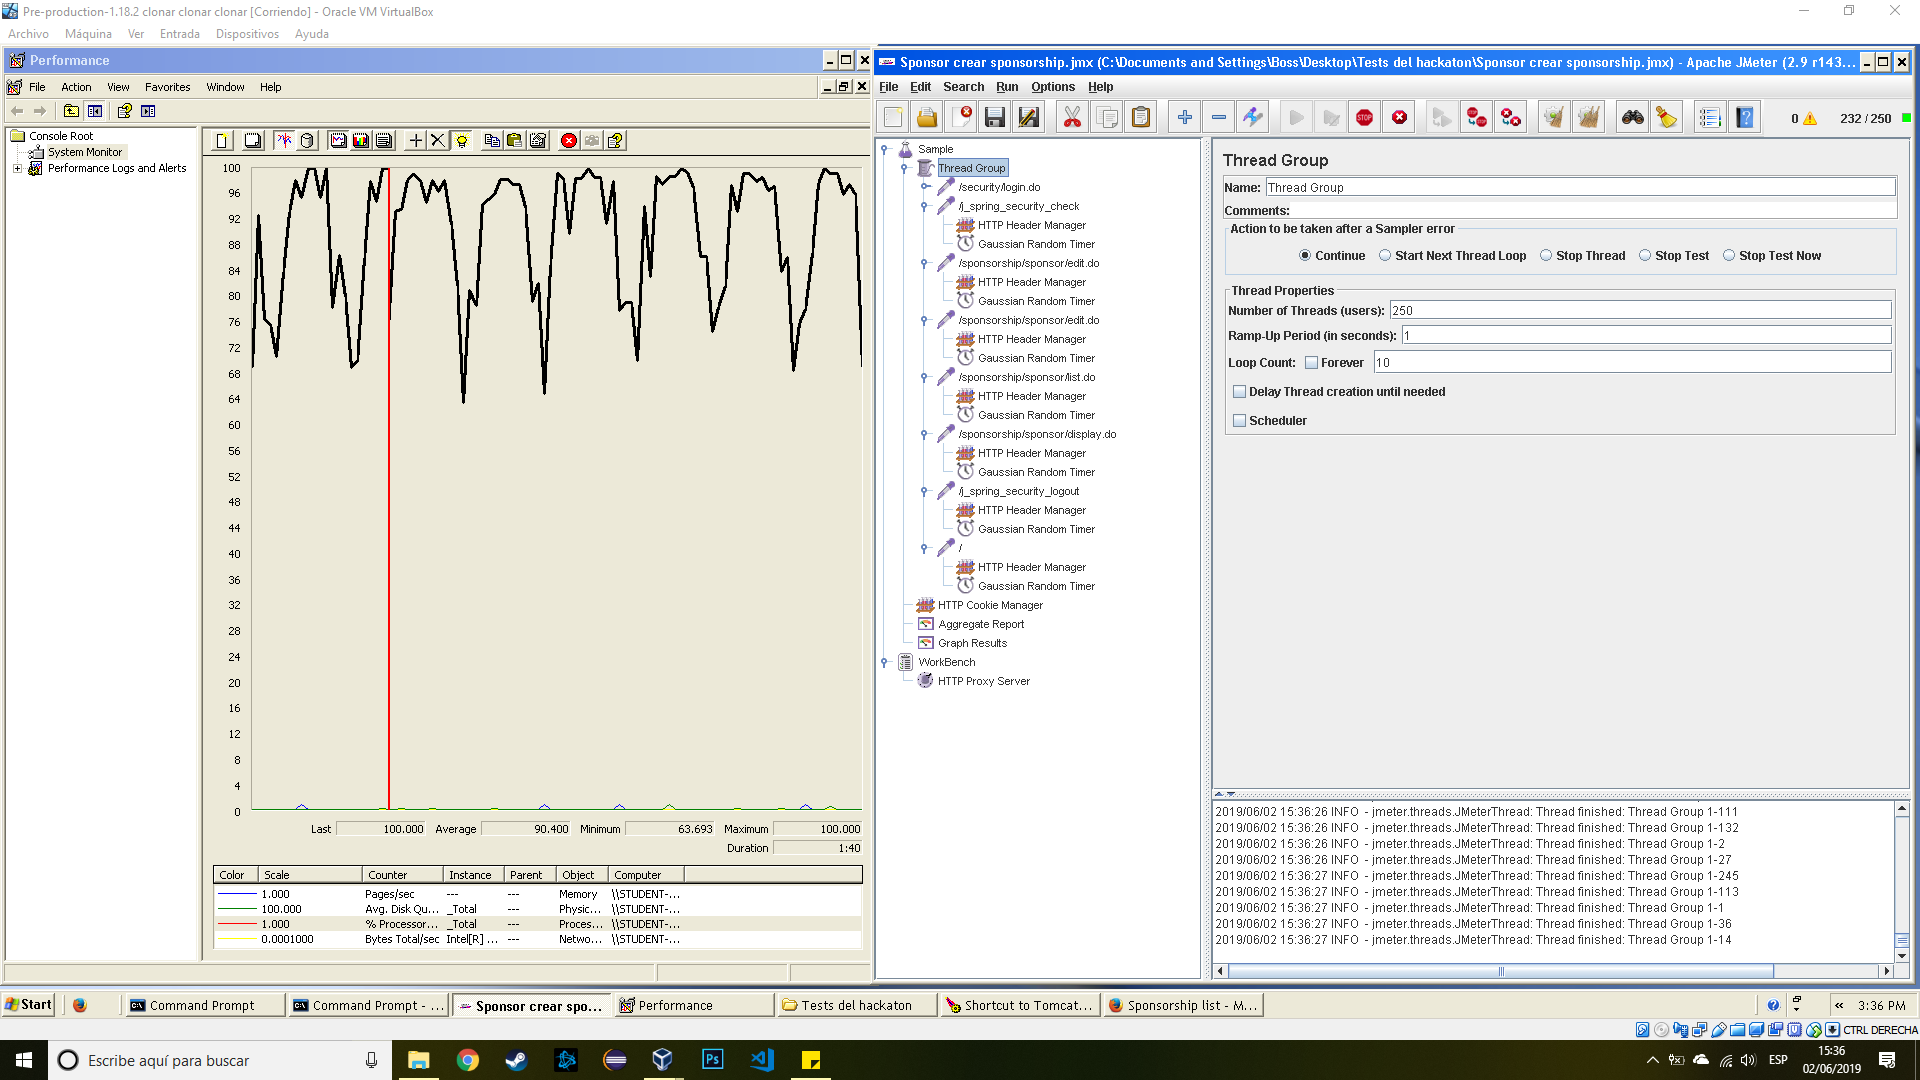 Pre-production-1.18.2 clonar clonar clonar [Corriendo] - Oracle VM VirtualBox
Archivo Máquina Ver Entrada Dispositivos Ayuda
Performance
File Action View Favorites Window Help
Console Root
System Monitor
Performance Logs and Alerts
100
96
92
88
84
80
76
72
68
64
60
56
52
48
44
40
36
32
28
24
20
16
12
8
4
0
Last 100.000 Average 90.400 Minimum 63.693 Maximum 100.000
Duration 1:40
Color Scale Counter Instance Parent Object Computer
1.000 Pages/sec --- --- Memory \\STUDENT-...
100.000 Avg. Disk Qu... _Total --- Physic... \\STUDENT-...
1.000 % Processor... _Total --- Proces... \\STUDENT-...
0.0001000 Bytes Total/sec Intel[R] ... --- Netwo... \\STUDENT-...
Sponsor crear sponsorship.jmx (C:\Documents and Settings\Boss\Desktop\Tests del hackaton\Sponsor crear sponsorship.jmx) - Apache JMeter (2.9 r143...
File Edit Search Run Options Help
STOP
0 232 / 250
Sample
Thread Group
/security/login.do
/j_spring_security_check
HTTP Header Manager
Gaussian Random Timer
/sponsorship/sponsor/edit.do
HTTP Header Manager
Gaussian Random Timer
/sponsorship/sponsor/edit.do
HTTP Header Manager
Gaussian Random Timer
/sponsorship/sponsor/list.do
HTTP Header Manager
Gaussian Random Timer
/sponsorship/sponsor/display.do
HTTP Header Manager
Gaussian Random Timer
/j_spring_security_logout
HTTP Header Manager
Gaussian Random Timer
/
HTTP Header Manager
Gaussian Random Timer
HTTP Cookie Manager
Aggregate Report
Graph Results
WorkBench
HTTP Proxy Server
Thread Group
Name: Thread Group
Comments:
Action to be taken after a Sampler error
Continue Start Next Thread Loop Stop Thread Stop Test Stop Test Now
Thread Properties
Number of Threads (users): 250
Ramp-Up Period (in seconds): 1
Loop Count: Forever 10
Delay Thread creation until needed
Scheduler
2019/06/02 15:36:26 INFO - jmeter.threads.JMeterThread: Thread finished: Thread Group 1-111
2019/06/02 15:36:26 INFO - jmeter.threads.JMeterThread: Thread finished: Thread Group 1-132
2019/06/02 15:36:26 INFO - jmeter.threads.JMeterThread: Thread finished: Thread Group 1-2
2019/06/02 15:36:26 INFO - jmeter.threads.JMeterThread: Thread finished: Thread Group 1-27
2019/06/02 15:36:27 INFO - jmeter.threads.JMeterThread: Thread finished: Thread Group 1-245
2019/06/02 15:36:27 INFO - jmeter.threads.JMeterThread: Thread finished: Thread Group 1-113
2019/06/02 15:36:27 INFO - jmeter.threads.JMeterThread: Thread finished: Thread Group 1-1
2019/06/02 15:36:27 INFO - jmeter.threads.JMeterThread: Thread finished: Thread Group 1-36
2019/06/02 15:36:27 INFO - jmeter.threads.JMeterThread: Thread finished: Thread Group 1-14
Start Command Prompt Command Prompt - ... Sponsor crear spo... Performance Tests del hackaton Shortcut to Tomcat... Sponsorship list - M... « 3:36 PM
CTRL DERECHA
Escribe aquí para buscar Ps ESP 15:36
02/06/2019